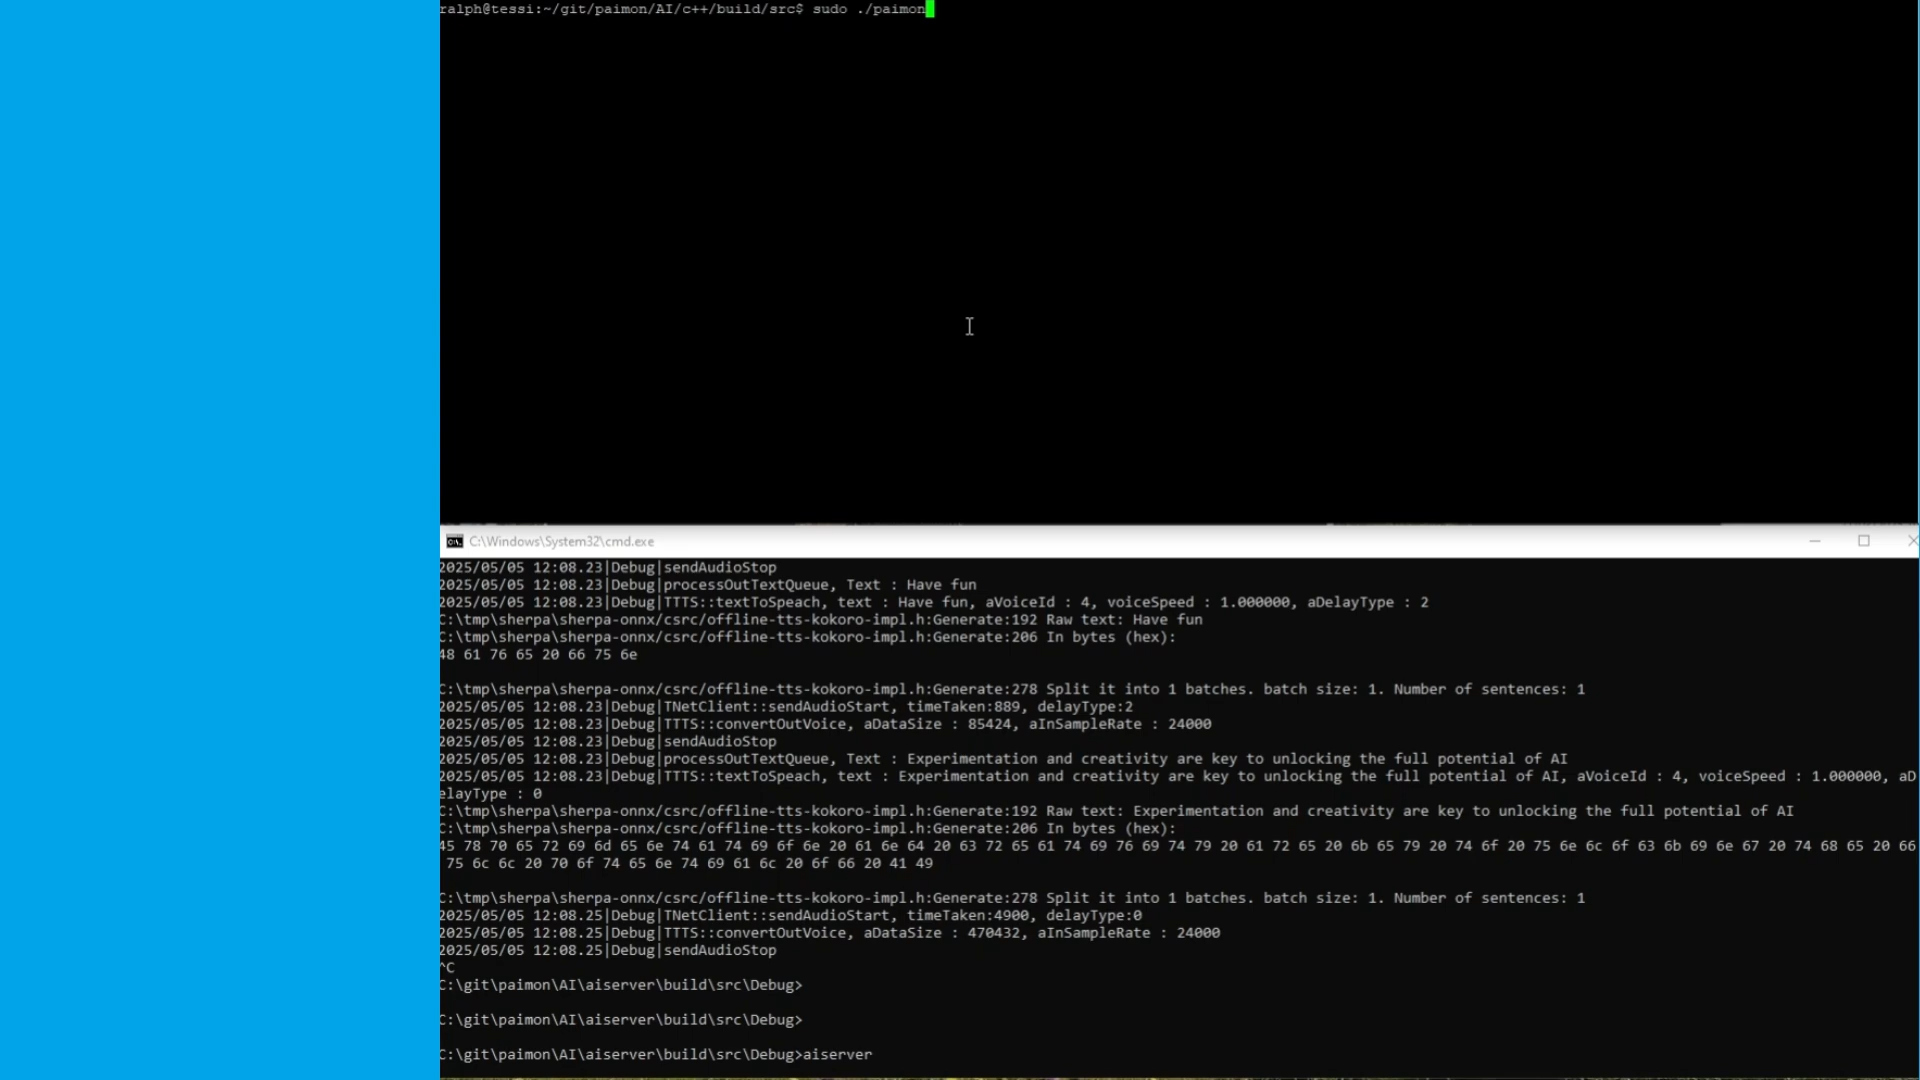 ralph@tessi:~/git/paimon/AI/c++/build/src$ sudo ./paimon
C:\Windows\System32\cmd.exe
2025/05/05 12:08.23|Debug|sendAudioStop
2025/05/05 12:08.23|Debug|processOutTextQueue, Text : Have fun
2025/05/05 12:08.23|Debug|TTTS::textToSpeach, text : Have fun, aVoiceId : 4, voiceSpeed : 1.000000, aDelayType : 2
C:\tmp\sherpa\sherpa-onnx/csrc/offline-tts-kokoro-impl.h:Generate:192 Raw text: Have fun
C:\tmp\sherpa\sherpa-onnx/csrc/offline-tts-kokoro-impl.h:Generate:206 In bytes (hex):
48 61 76 65 20 66 75 6e
C:\tmp\sherpa\sherpa-onnx/csrc/offline-tts-kokoro-impl.h:Generate:278 Split it into 1 batches. batch size: 1. Number of sentences: 1
2025/05/05 12:08.23|Debug|TNetClient::sendAudioStart, timeTaken:889, delayType:2
2025/05/05 12:08.23|Debug|TTTS::convertOutVoice, aDataSize : 85424, aInSampleRate : 24000
2025/05/05 12:08.23|Debug|sendAudioStop
2025/05/05 12:08.23|Debug|processOutTextQueue, Text : Experimentation and creativity are key to unlocking the full potential of AI
2025/05/05 12:08.23|Debug|TTTS::textToSpeach, text : Experimentation and creativity are key to unlocking the full potential of AI, aVoiceId : 4, voiceSpeed : 1.000000, aD
elayType : 0
C:\tmp\sherpa\sherpa-onnx/csrc/offline-tts-kokoro-impl.h:Generate:192 Raw text: Experimentation and creativity are key to unlocking the full potential of AI
C:\tmp\sherpa\sherpa-onnx/csrc/offline-tts-kokoro-impl.h:Generate:206 In bytes (hex):
45 78 70 65 72 69 6d 65 6e 74 61 74 69 6f 6e 20 61 6e 64 20 63 72 65 61 74 69 76 69 74 79 20 61 72 65 20 6b 65 79 20 74 6f 20 75 6e 6c 6f 63 6b 69 6e 67 20 74 68 65 20 66
75 6c 6c 20 70 6f 74 65 6e 74 69 61 6c 20 6f 66 20 41 49
C:\tmp\sherpa\sherpa-onnx/csrc/offline-tts-kokoro-impl.h:Generate:278 Split it into 1 batches. batch size: 1. Number of sentences: 1
2025/05/05 12:08.25|Debug|TNetClient::sendAudioStart, timeTaken:4900, delayType:0
2025/05/05 12:08.25|Debug|TTTS::convertOutVoice, aDataSize : 470432, aInSampleRate : 24000
2025/05/05 12:08.25|Debug|sendAudioStop
^C
C:\git\paimon\AI\aiserver\build\src\Debug>
C:\git\paimon\AI\aiserver\build\src\Debug>
C:\git\paimon\AI\aiserver\build\src\Debug>aiserver